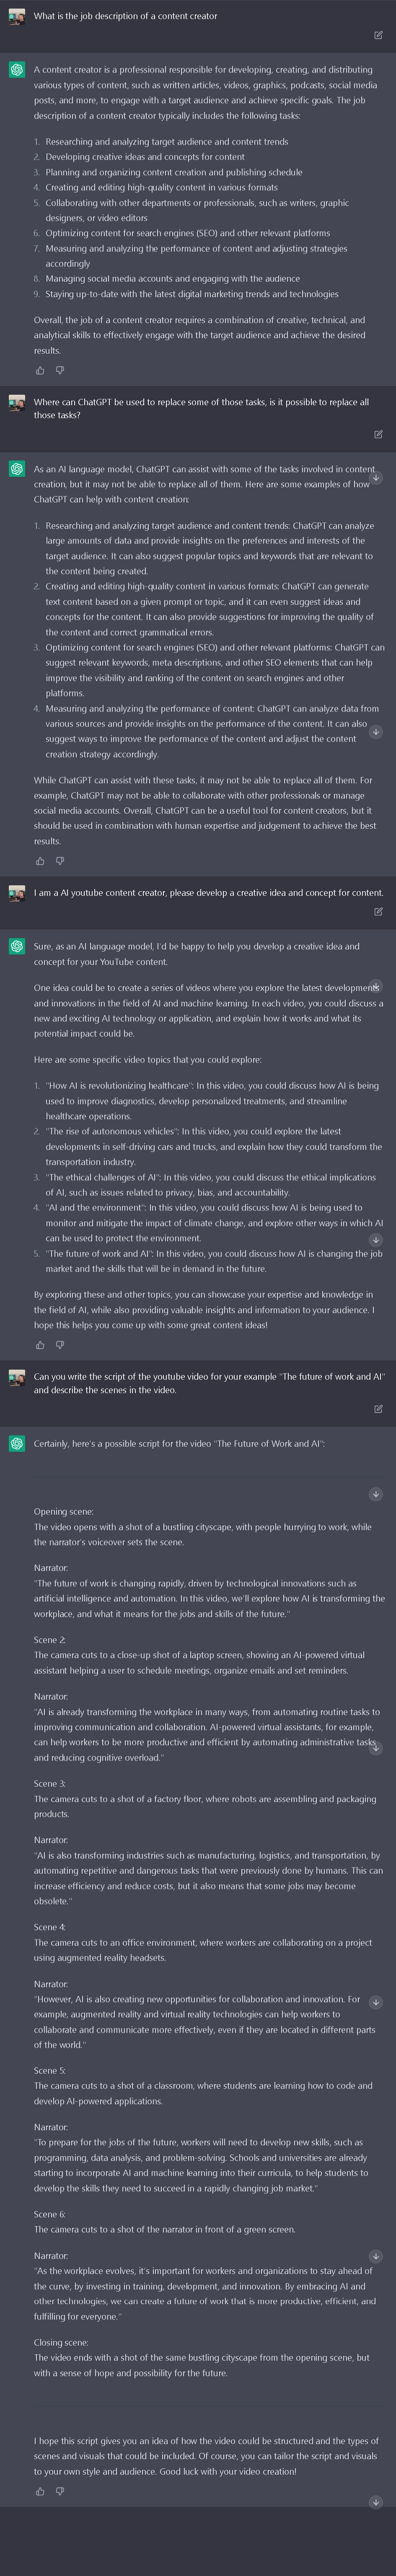 What is the job description of a content creator
A content creator is a professional responsible for developing, creating, and distributing
various types of content, such as written articles, videos, graphics, podcasts, social media
posts, and more, to engage with a target audience and achieve specific goals. The job
description of a content creator typically includes the following tasks:
1. Researching and analyzing target audience and content trends
2. Developing creative ideas and concepts for content
3. Planning and organizing content creation and publishing schedule
4. Creating and editing high-quality content in various formats
5. Collaborating with other departments or professionals, such as writers, graphic
designers, or video editors
6. Optimizing content for search engines (SEO) and other relevant platforms
7. Measuring and analyzing the performance of content and adjusting strategies
accordingly
8. Managing social media accounts and engaging with the audience
9. Staying up-to-date with the latest digital marketing trends and technologies
Overall, the job of a content creator requires a combination of creative, technical, and
analytical skills to effectively engage with the target audience and achieve the desired
results.
Where can ChatGPT be used to replace some of those tasks, is it possible to replace all
those tasks?
As an AI language model, ChatGPT can assist with some of the tasks involved in content
creation, but it may not be able to replace all of them. Here are some examples of how
ChatGPT can help with content creation:
1. Researching and analyzing target audience and content trends: ChatGPT can analyze
large amounts of data and provide insights on the preferences and interests of the
target audience. It can also suggest popular topics and keywords that are relevant to
the content being created.
2. Creating and editing high-quality content in various formats: ChatGPT can generate
text content based on a given prompt or topic, and it can even suggest ideas and
concepts for the content. It can also provide suggestions for improving the quality of
the content and correct grammatical errors.
3. Optimizing content for search engines (SEO) and other relevant platforms: ChatGPT can
suggest relevant keywords, meta descriptions, and other SEO elements that can help
improve the visibility and ranking of the content on search engines and other
platforms.
4. Measuring and analyzing the performance of content: ChatGPT can analyze data from
various sources and provide insights on the performance of the content. It can also
suggest ways to improve the performance of the content and adjust the content
creation strategy accordingly.
While ChatGPT can assist with these tasks, it may not be able to replace all of them. For
example, ChatGPT may not be able to collaborate with other professionals or manage
social media accounts. Overall, ChatGPT can be a useful tool for content creators, but it
should be used in combination with human expertise and judgement to achieve the best
results.
I am a AI youtube content creator, please develop a creative idea and concept for content.
Sure, as an AI language model, I'd be happy to help you develop a creative idea and
concept for your YouTube content.
One idea could be to create a series of videos where you explore the latest developments
and innovations in the field of AI and machine learning. In each video, you could discuss a
new and exciting AI technology or application, and explain how it works and what its
potential impact could be.
Here are some specific video topics that you could explore:
1. "How AI is revolutionizing healthcare": In this video, you could discuss how AI is being
used to improve diagnostics, develop personalized treatments, and streamline
healthcare operations.
2. "The rise of autonomous vehicles": In this video, you could explore the latest
developments in self-driving cars and trucks, and explain how they could transform the
transportation industry.
3. "The ethical challenges of AI": In this video, you could discuss the ethical implications
of AI, such as issues related to privacy, bias, and accountability.
4. "AI and the environment": In this video, you could discuss how AI is being used to
monitor and mitigate the impact of climate change, and explore other ways in which AI
can be used to protect the environment.
5. "The future of work and AI": In this video, you could discuss how AI is changing the job
market and the skills that will be in demand in the future.
By exploring these and other topics, you can showcase your expertise and knowledge in
the field of AI, while also providing valuable insights and information to your audience. I
hope this helps you come up with some great content ideas!
Can you write the script of the youtube video for your example "The future of work and AI"
and describe the scenes in the video.
Certainly, here's a possible script for the video "The Future of Work and AI":
Opening scene:
The video opens with a shot of a bustling cityscape, with people hurrying to work, while
the narrator's voiceover sets the scene.
Narrator:
"The future of work is changing rapidly, driven by technological innovations such as
artificial intelligence and automation. In this video, we'll explore how AI is transforming the
workplace, and what it means for the jobs and skills of the future."
Scene 2:
The camera cuts to a close-up shot of a laptop screen, showing an AI-powered virtual
assistant helping a user to schedule meetings, organize emails and set reminders.
Narrator:
"AI is already transforming the workplace in many ways, from automating routine tasks to
improving communication and collaboration. AI-powered virtual assistants, for example,
can help workers to be more productive and efficient by automating administrative tasks
and reducing cognitive overload."
Scene 3:
The camera cuts to a shot of a factory floor, where robots are assembling and packaging
products.
Narrator:
"AI is also transforming industries such as manufacturing, logistics, and transportation, by
automating repetitive and dangerous tasks that were previously done by humans. This can
increase efficiency and reduce costs, but it also means that some jobs may become
obsolete."
Scene 4:
The camera cuts to an office environment, where workers are collaborating on a project
using augmented reality headsets.
Narrator:
"However, AI is also creating new opportunities for collaboration and innovation. For
example, augmented reality and virtual reality technologies can help workers to
collaborate and communicate more effectively, even if they are located in different parts
of the world."
Scene 5:
The camera cuts to a shot of a classroom, where students are learning how to code and
develop AI-powered applications.
Narrator:
"To prepare for the jobs of the future, workers will need to develop new skills, such as
programming, data analysis, and problem-solving. Schools and universities are already
starting to incorporate AI and machine learning into their curricula, to help students to
develop the skills they need to succeed in a rapidly changing job market."
Scene 6:
The camera cuts to a shot of the narrator in front of a green screen.
Narrator:
"As the workplace evolves, it's important for workers and organizations to stay ahead of
the curve, by investing in training, development, and innovation. By embracing AI and
other technologies, we can create a future of work that is more productive, efficient, and
fulfilling for everyone."
Closing scene:
The video ends with a shot of the same bustling cityscape from the opening scene, but
with a sense of hope and possibility for the future.
I hope this script gives you an idea of how the video could be structured and the types of
scenes and visuals that could be included. Of course, you can tailor the script and visuals
to your own style and audience. Good luck with your video creation!